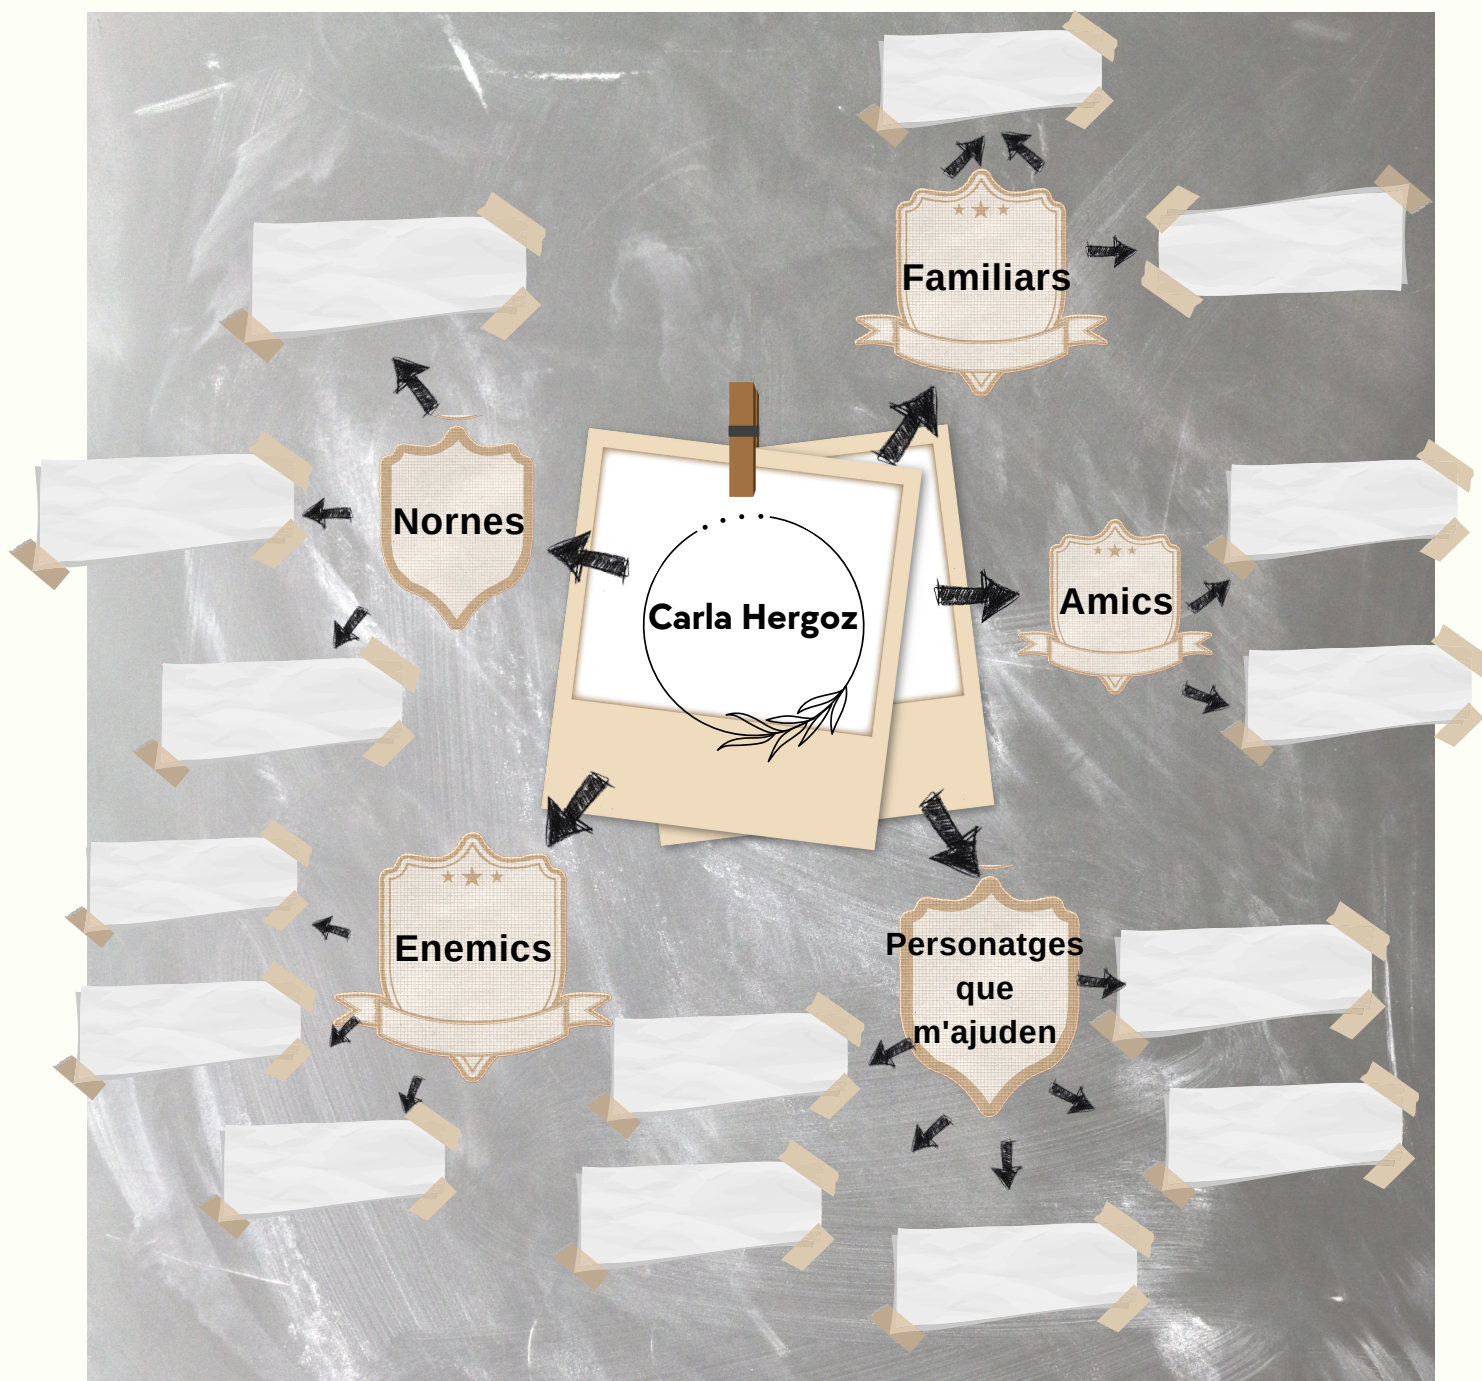 Familiars
Nornes
Carla Hergoz
Amics
Enemics
Personatges
que
m'ajuden